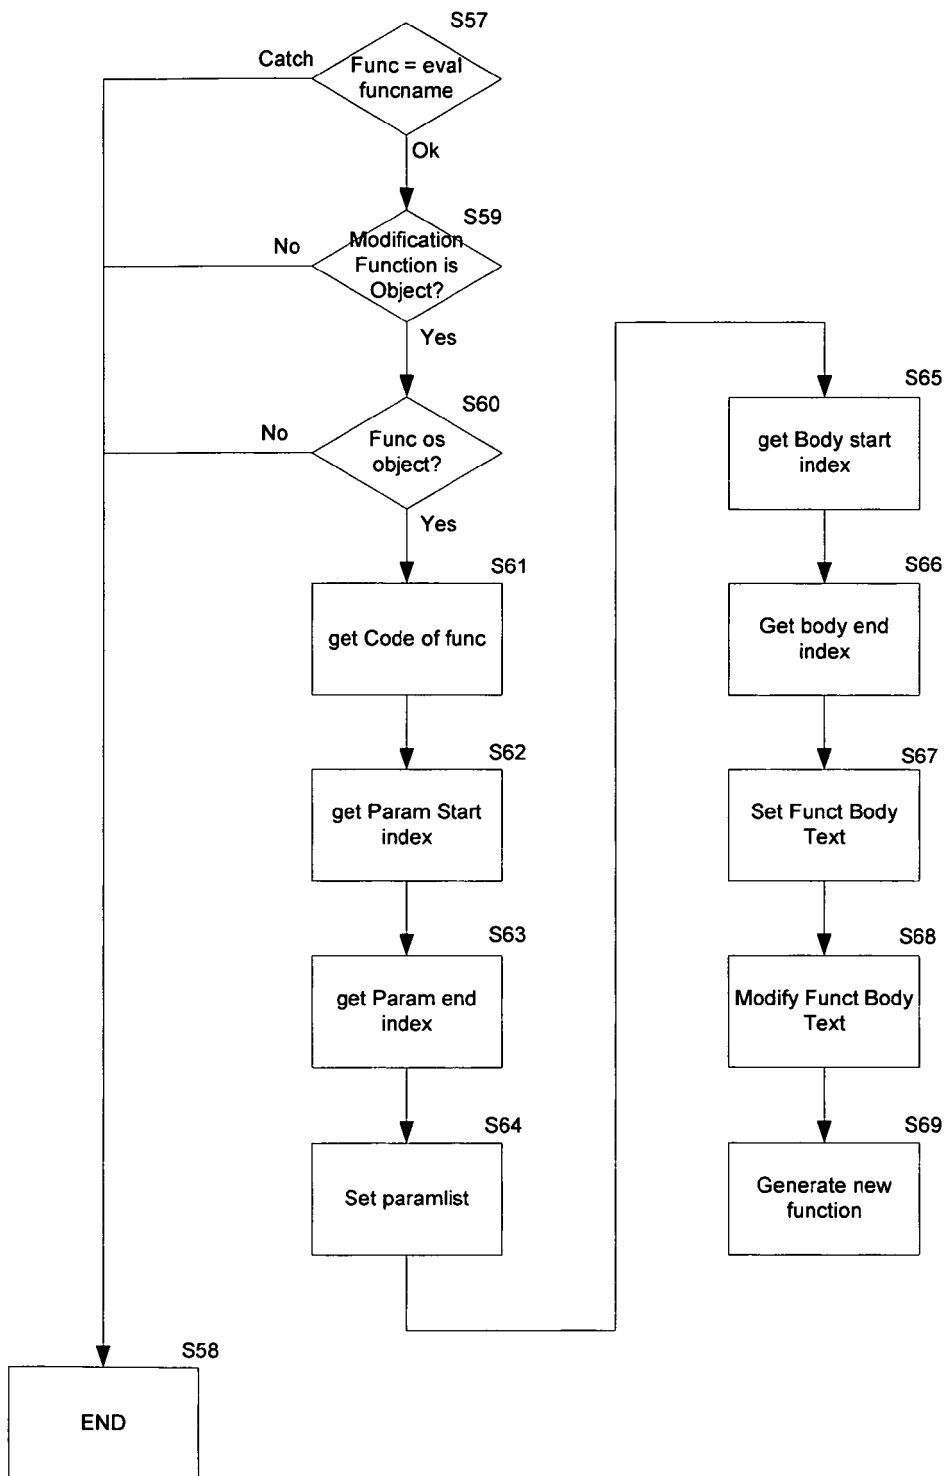 S57
Catch
Func = eval
funcname
Ok
S59
No
Modification
Function is
Object?
Yes
S60
No
Func os
object?
Yes
S61
get Code of func
S62
get Param Start
index
S63
get Param end
index
S64
Set paramlist
S65
get Body start
index
S66
Get body end
index
S67
Set Funct Body
Text
S68
Modify Funct Body
Text
S69
Generate new
function
S58
END